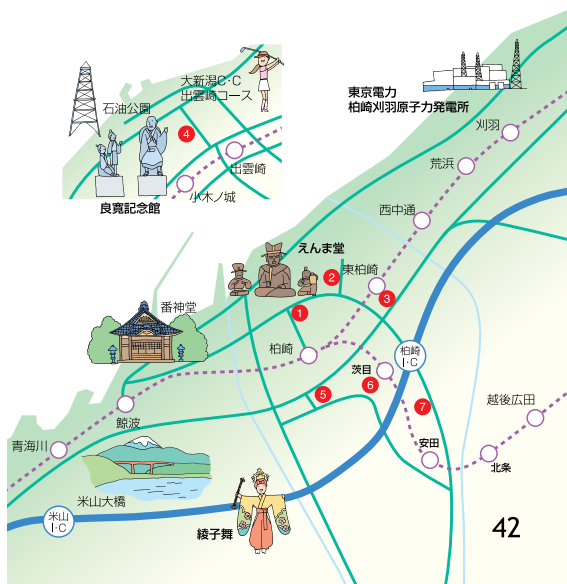 大新潟C・C
出雲崎コース
石油公園
4
出雲崎
小木ノ城
良寛記念館
東京電力
柏崎刈羽原子力発電所
刈羽
荒浜
西中通
えんま堂
2
東柏崎
3
番神堂
1
柏崎
柏崎
I・C
茨目
6
5
7
鯨波
越後広田
青海川
安田
北条
米山大橋
米山
I・C
綾子舞
42